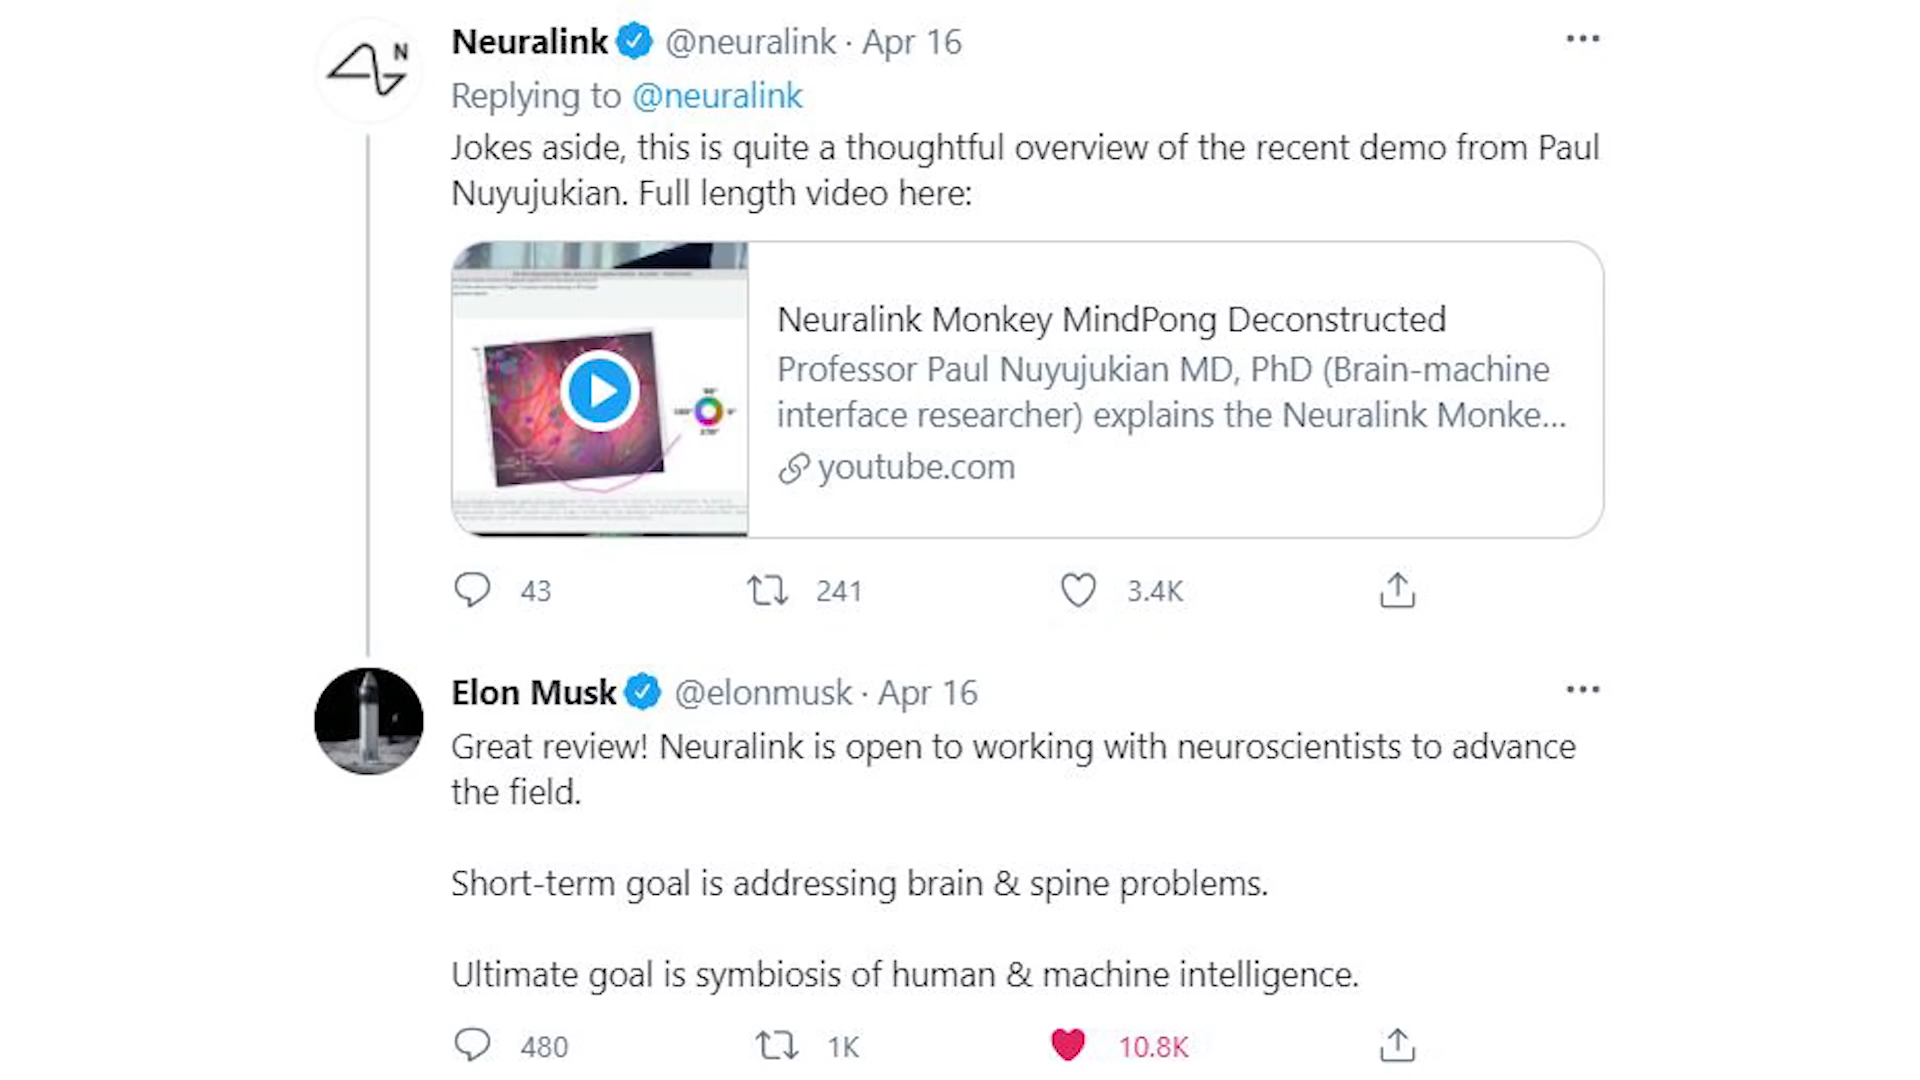 N
Neuralink @neuralink · Apr 16
Replying to @neuralink
Jokes aside, this is quite a thoughtful overview of the recent demo from Paul
Nuyujukian. Full length video here:
Neuralink Monkey MindPong Deconstructed
Professor Paul Nuyujukian MD, PhD (Brain-machine
interface researcher) explains the Neuralink Monke...
youtube.com
43 241 3.4K
Elon Musk @elonmusk · Apr 16
Great review! Neuralink is open to working with neuroscientists to advance
the field.
Short-term goal is addressing brain & spine problems.
Ultimate goal is symbiosis of human & machine intelligence.
480 1K 10.8K